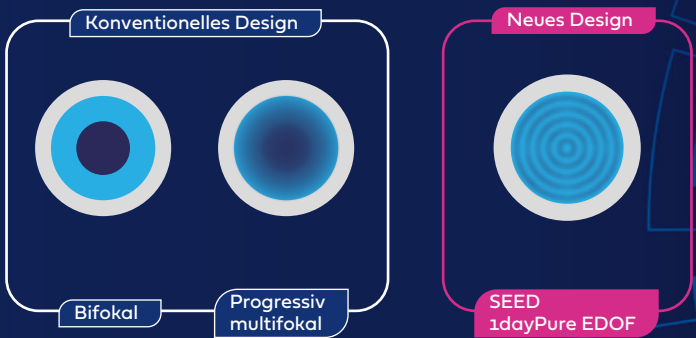 Konventionelles Design
Neues Design
Bifokal
Progressiv
multifokal
SEED
1dayPure EDOF